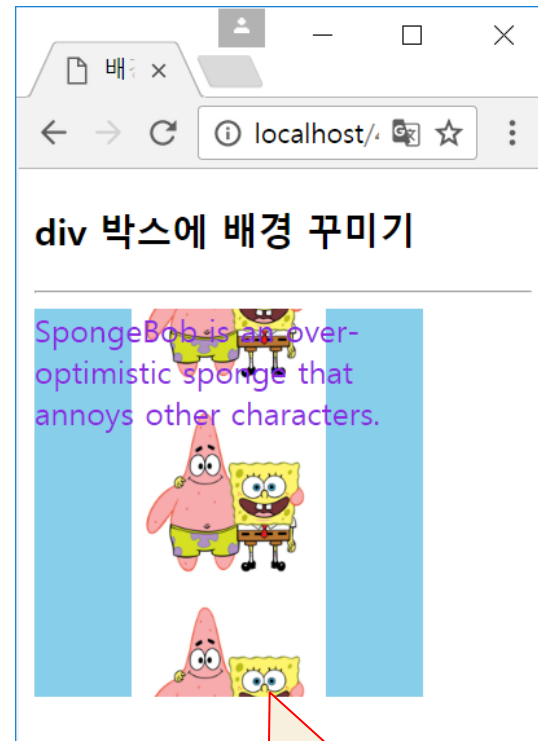 배
localhost/
div 박스에 배경 꾸미기
SpongeBob is an over-
optimistic sponge that
annoys other characters.